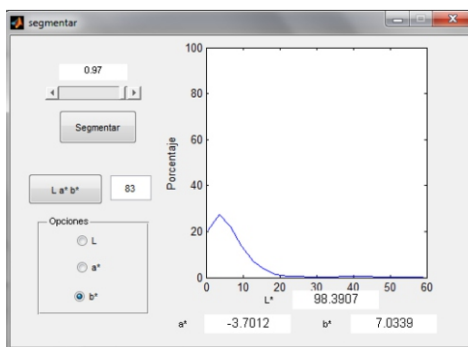 segmentar
0.97
Segmentar
L a* b*
83
Opciones
L
a*
b*
Porcentaje
100
80
60
40
20
0
0 10 20 30 40 50 60
L* 98.3907
a* -3.7012 b* 7.0339